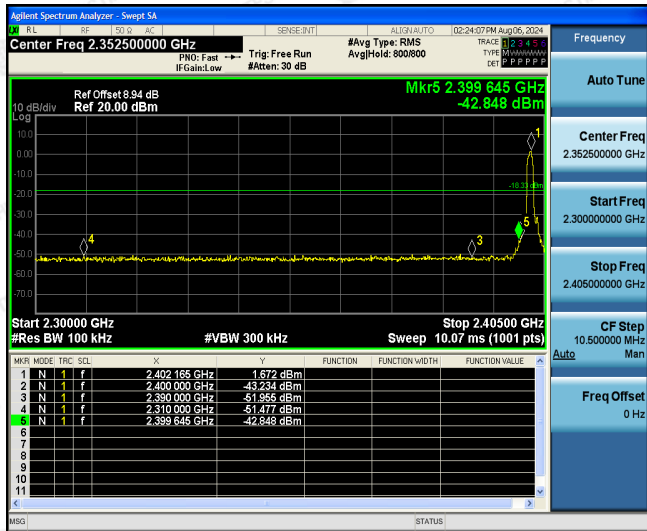 Agilent Spectrum Analyzer - Swept SA
RL RF 50 Ω AC SENSE:INT ALIGN AUTO 02:24:07 PM Aug 06, 2024
Center Freq 2.352500000 GHz #Avg Type: RMS TRACE 1 2 3 4 5 6
PNO: Fast Trig: Free Run Avg|Hold: 800/800 TYPE M
IFGain:Low #Atten: 30 dB DET P P P P P P
Mkr5 2.399 645 GHz
-42.848 dBm
Ref Offset 8.94 dB
10 dB/div Ref 20.00 dBm
Log
10.0
0.00
-10.0
-20.0
-30.0
-40.0
-50.0
-60.0
-70.0
1
-18.33 dBm
5
4
3
Start 2.30000 GHz Stop 2.40500 GHz
#Res BW 100 kHz #VBW 300 kHz Sweep 10.07 ms (1001 pts)
MKR MODE TRC SCL X Y FUNCTION FUNCTION WIDTH FUNCTION VALUE
1 N 1 f 2.402 165 GHz 1.672 dBm
2 N 1 f 2.400 000 GHz -43.234 dBm
3 N 1 f 2.390 000 GHz -51.955 dBm
4 N 1 f 2.310 000 GHz -51.477 dBm
5 N 1 f 2.399 645 GHz -42.848 dBm
6
7
8
9
10
11
MSG STATUS
Frequency
Auto Tune
Center Freq
2.352500000 GHz
Start Freq
2.300000000 GHz
Stop Freq
2.405000000 GHz
CF Step
10.500000 MHz
Auto Man
Freq Offset
0 Hz